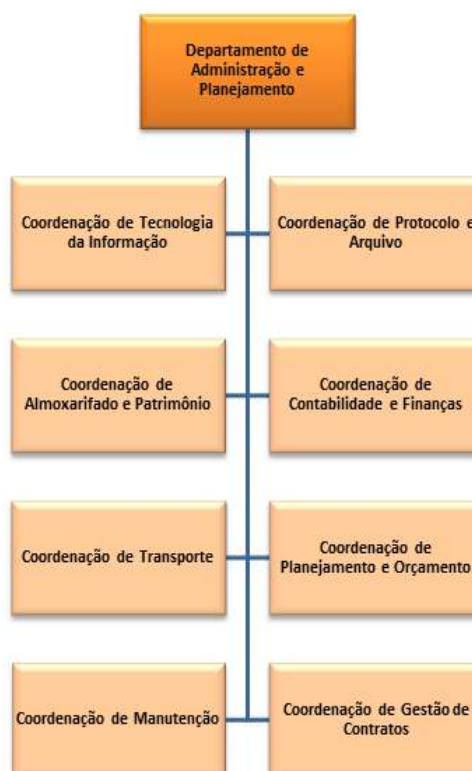 Departamento de
Administração e
Planejamento
Coordenação de Tecnologia
da Informação
Coordenação de Protocolo e
Arquivo
Coordenação de
Almoxarifado e Patrimônio
Coordenação de
Contabilidade e Finanças
Coordenação de Transporte
Coordenação de
Planejamento e Orçamento
Coordenação de Manutenção
Coordenação de Gestão de
Contratos